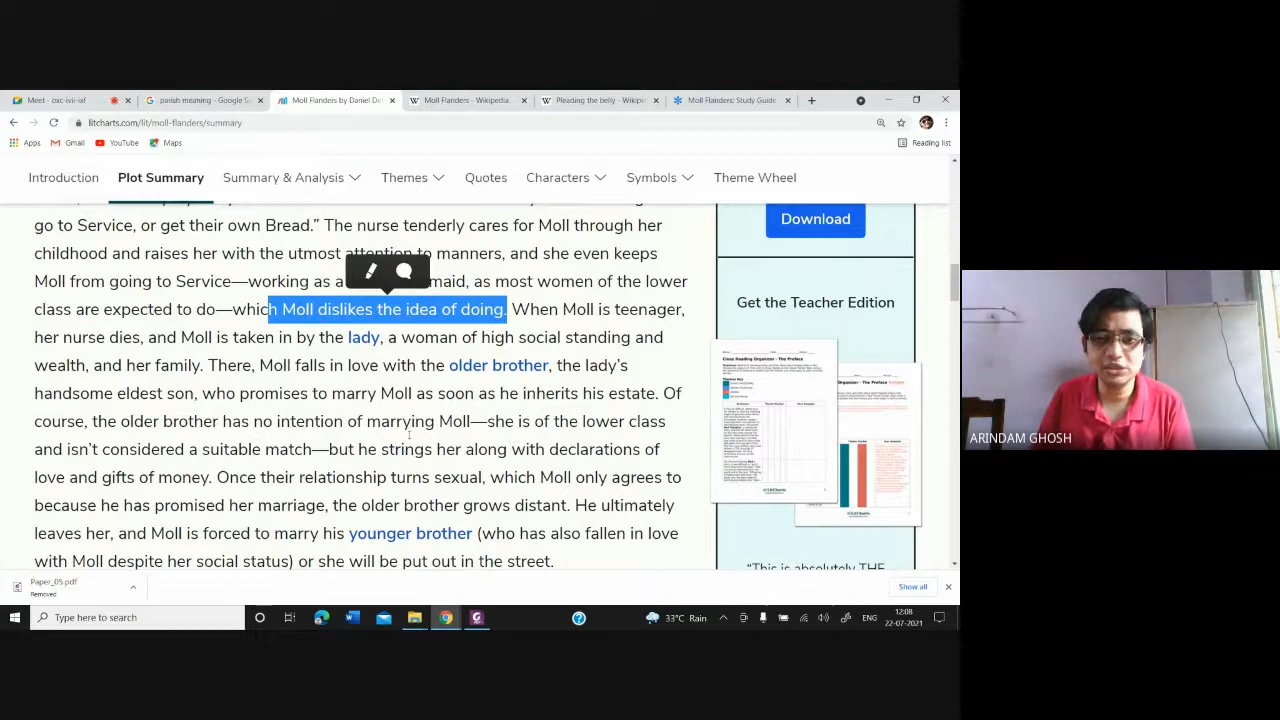 Meet - oxc-ivii-ixf
parish meaning - Google Se
Moll Flanders by Daniel De
Moll Flanders - Wikipedia
Pleading the belly - Wikipe
Moll Flanders: Study Guide
litcharts.com/lit/moll-flanders/summary
Apps Gmail YouTube Maps Reading list
Introduction Plot Summary Summary & Analysis Themes Quotes Characters Symbols Theme Wheel
go to Service, or get their own Bread.” The nurse tenderly cares for Moll through her
childhood and raises her with the utmost attention to manners, and she even keeps
Moll from going to Service—working as a maid, as most women of the lower
class are expected to do—which Moll dislikes the idea of doing. When Moll is teenager,
her nurse dies, and Moll is taken in by the lady, a woman of high social standing and
wealth, and her family. There, Moll falls in love with the older brother, the lady’s
handsome eldest son, who promises to marry Moll as soon as he inherits his estate. Of
course, the older brother has no intention of marrying Moll—she is of the lower class
and isn’t considered a suitable match—but he strings her along with declarations of
love and gifts of money. Once their relationship turns sexual, which Moll only agrees to
because he has promised her marriage, the older brother grows distant. He ultimately
leaves her, and Moll is forced to marry his younger brother (who has also fallen in love
with Moll despite her social status) or she will be put out in the street.
Download
Get the Teacher Edition
Close Reading Organizer - The Preface
LitCharts
“This is absolutely THE
ARINDAM GHOSH
Paper_05.pdf
Removed
Show all
Type here to search
33°C Rain
ENG
12:08
22-07-2021